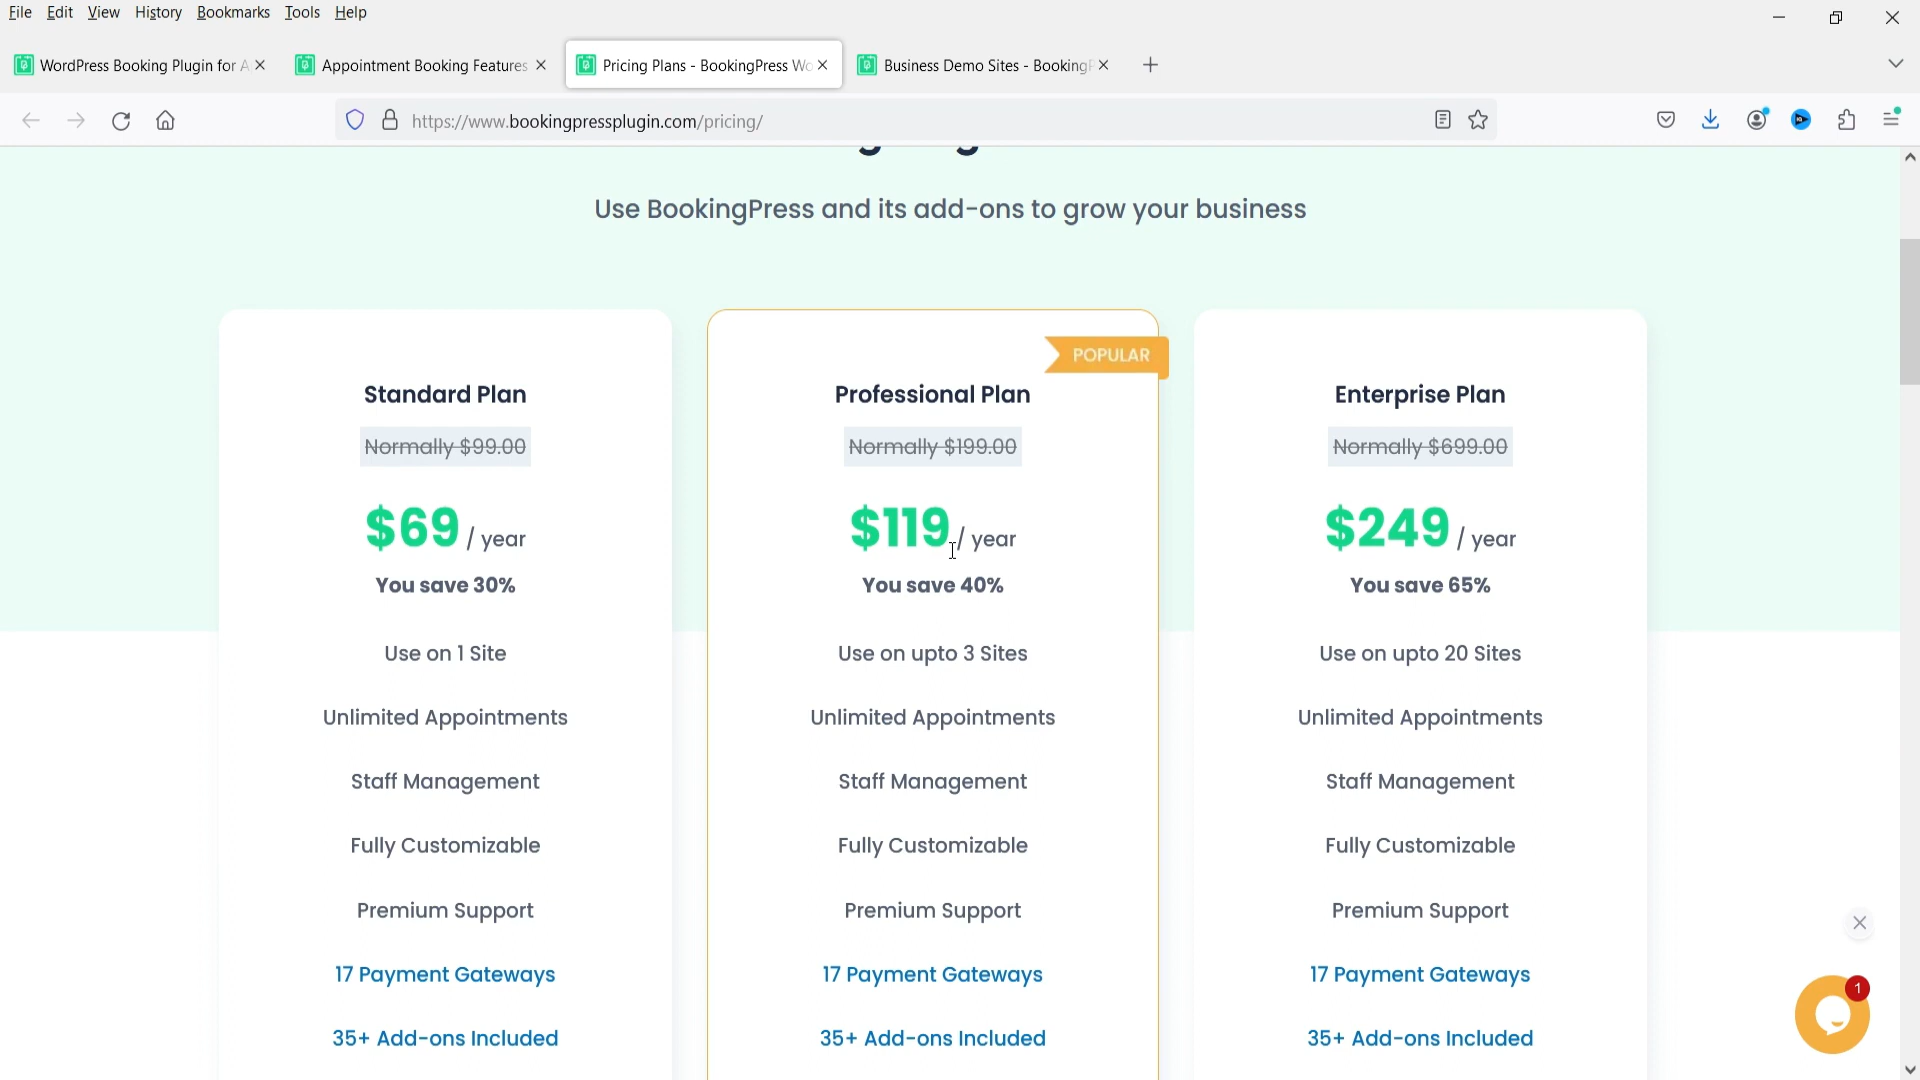 File Edit View History Bookmarks Tools Help
WordPress Booking Plugin for A
Appointment Booking Features
Pricing Plans - BookingPress Wo
Business Demo Sites - BookingP
https://www.bookingpressplugin.com/pricing/
Use BookingPress and its add-ons to grow your business
POPULAR
Standard Plan
Normally $99.00
$69 / year
You save 30%
Use on 1 Site
Unlimited Appointments
Staff Management
Fully Customizable
Premium Support
17 Payment Gateways
35+ Add-ons Included
Professional Plan
Normally $199.00
$119 / year
You save 40%
Use on upto 3 Sites
Unlimited Appointments
Staff Management
Fully Customizable
Premium Support
17 Payment Gateways
35+ Add-ons Included
Enterprise Plan
Normally $699.00
$249 / year
You save 65%
Use on upto 20 Sites
Unlimited Appointments
Staff Management
Fully Customizable
Premium Support
17 Payment Gateways
35+ Add-ons Included
1